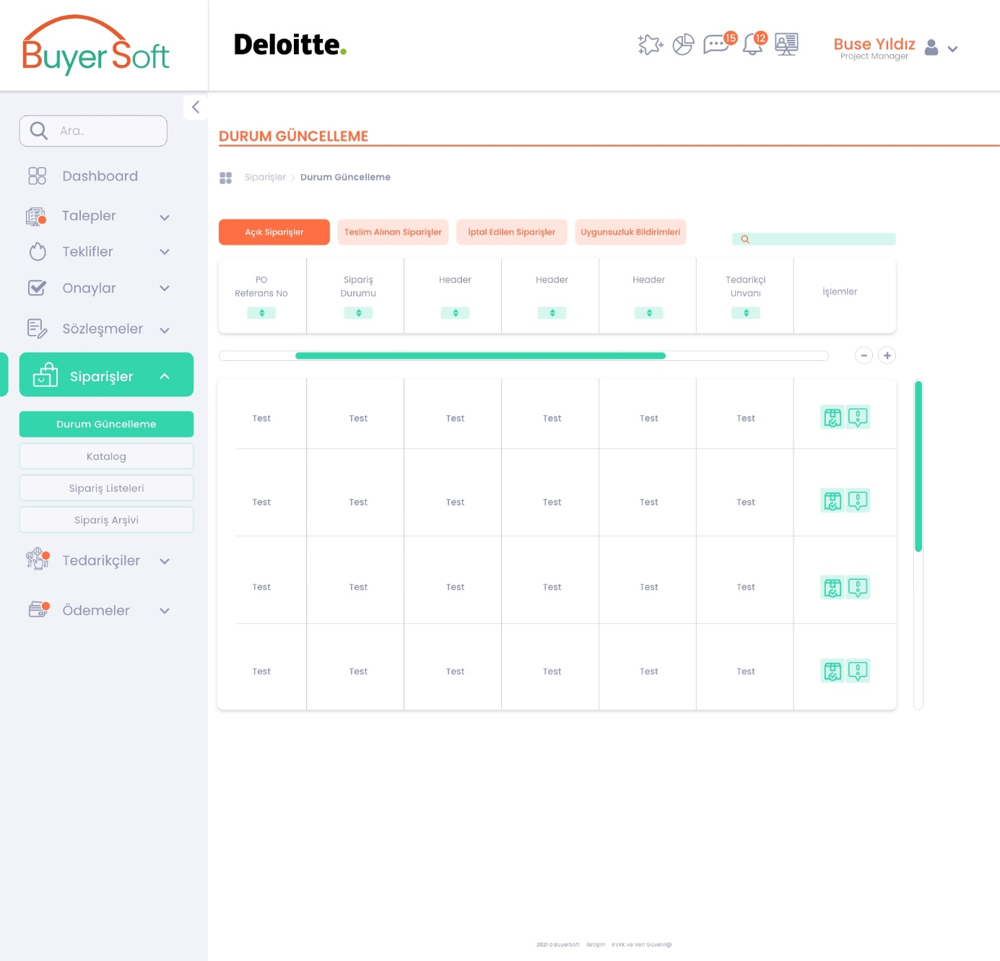 BuyerSoft
Deloitte.
15
12
Buse Yıldız
Project Manager
Ara..
Dashboard
Talepler
Teklifler
Onaylar
Sözleşmeler
Siparişler
Durum Güncelleme
Katalog
Sipariş Listeleri
Sipariş Arşivi
Tedarikçiler
Ödemeler
DURUM GÜNCELLEME
Siparişler > Durum Güncelleme
Açık Siparişler Teslim Alınan Siparişler İptal Edilen Siparişler Uygunsuzluk Bildirimleri
PO Referans No Sipariş Durumu Header Header Header Tedarikçi Unvanı İşlemler
Test Test Test Test Test Test
Test Test Test Test Test Test
Test Test Test Test Test Test
Test Test Test Test Test Test
2021 © BuyerSoft İletişim KVKK ve Veri Güvenliği